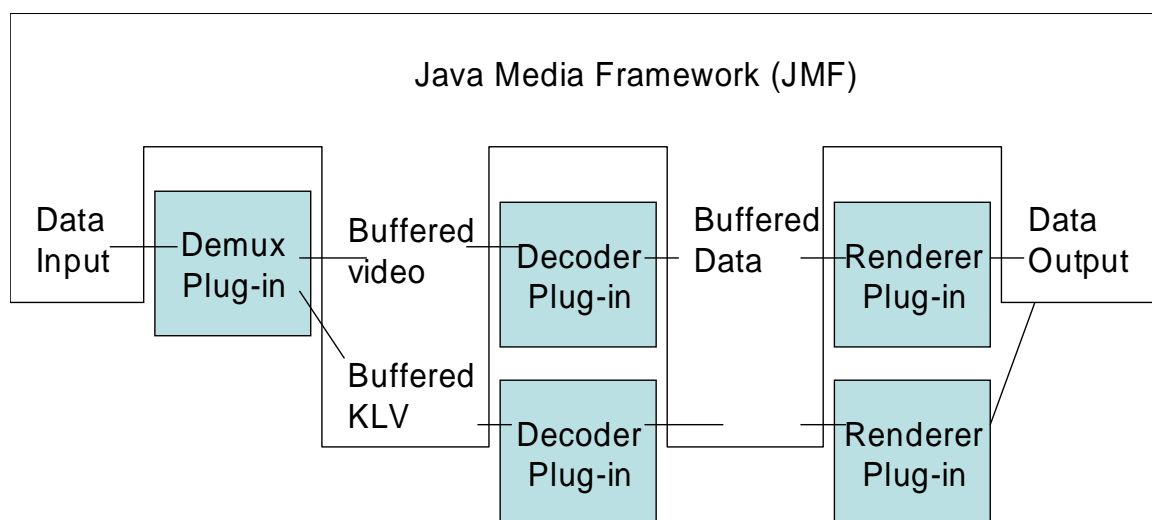 Java Media Framework (JMF)
Data
Input
Demux
Plug-in
Buffered
video
Buffered
KLV
Decoder
Plug-in
Decoder
Plug-in
Buffered
Data
Renderer
Plug-in
Renderer
Plug-in
Data
Output